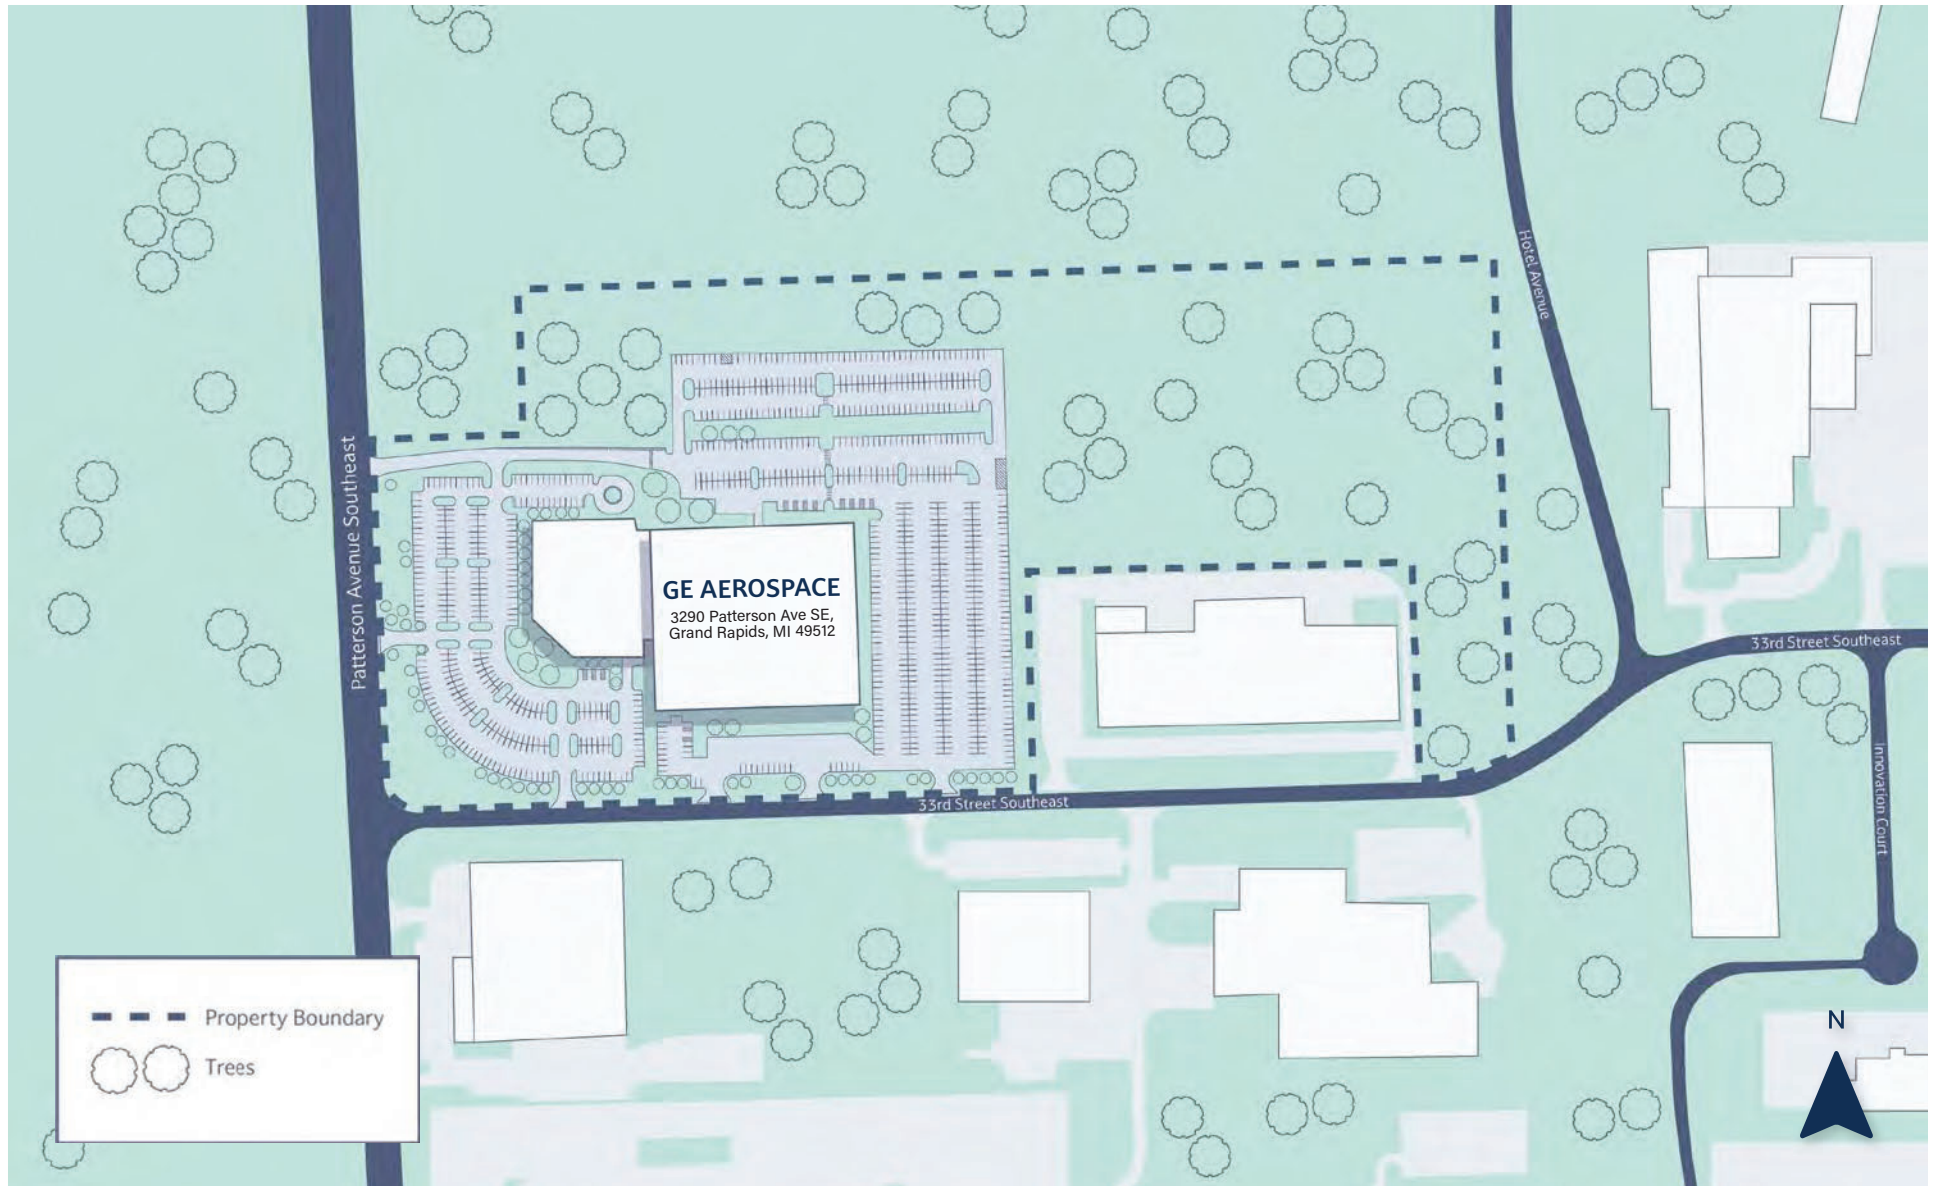 Hotel Avenue
Patterson Avenue Southeast
GE AEROSPACE
3290 Patterson Ave SE,
Grand Rapids, MI 49512
33rd Street Southeast
33rd Street Southeast
Innovation Court
Property Boundary
Trees
N